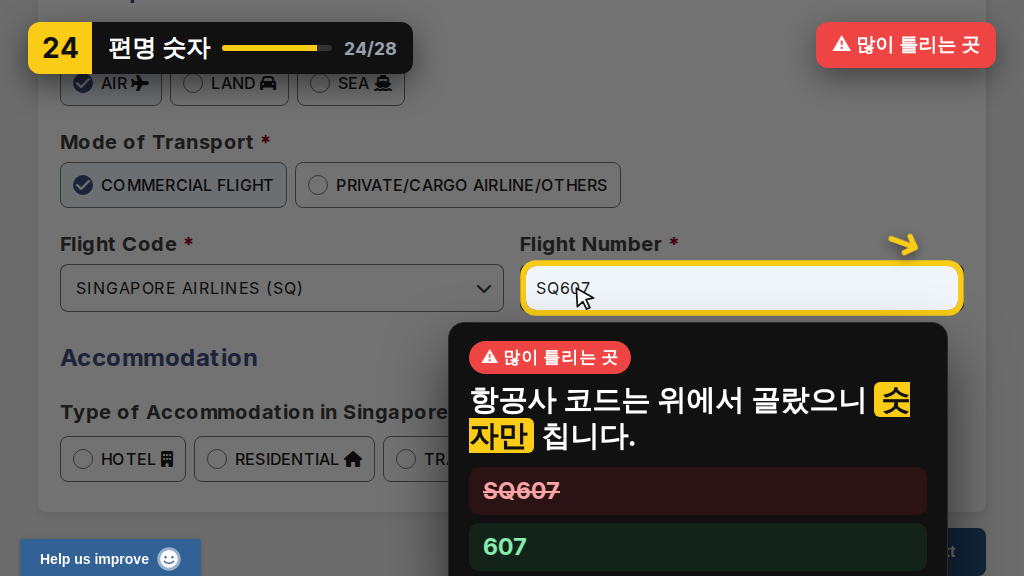 24 편명 숫자 24/28
많이 틀리는 곳
AIR LAND SEA
Mode of Transport *
COMMERCIAL FLIGHT PRIVATE/CARGO AIRLINE/OTHERS
Flight Code * Flight Number *
SINGAPORE AIRLINES (SQ) SQ607
Accommodation
많이 틀리는 곳
항공사 코드는 위에서 골랐으니 숫
자만 칩니다.
Type of Accommodation in Singapore
HOTEL RESIDENTIAL
SQ607
607
Help us improve